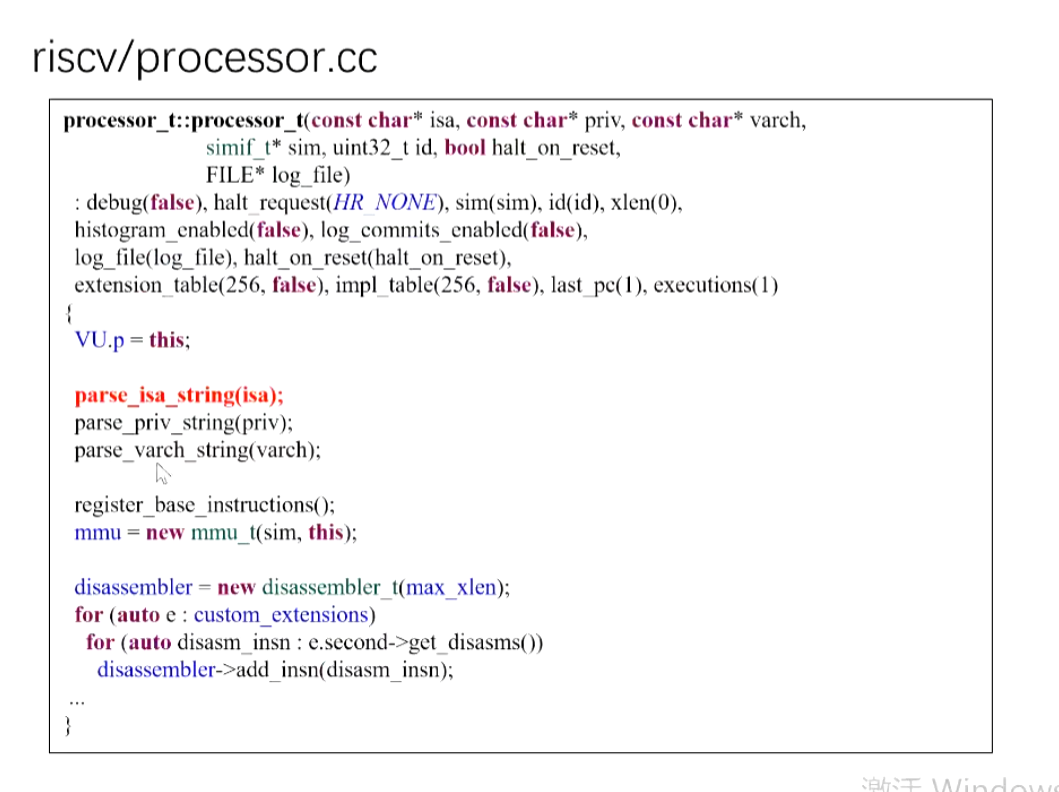 riscv/processor.cc
processor_t::processor_t(const char* isa, const char* priv, const char* varch,
simif_t* sim, uint32_t id, bool halt_on_reset,
FILE* log_file)
: debug(false), halt_request(HR_NONE), sim(sim), id(id), xlen(0),
histogram_enabled(false), log_commits_enabled(false),
log_file(log_file), halt_on_reset(halt_on_reset),
extension_table(256, false), impl_table(256, false), last_pc(1), executions(1)
{
VU.p = this;
parse_isa_string(isa);
parse_priv_string(priv);
parse_varch_string(varch);
register_base_instructions();
mmu = new mmu_t(sim, this);
disassembler = new disassembler_t(max_xlen);
for (auto e : custom_extensions)
for (auto disasm_insn : e.second->get_disasms())
disassembler->add_insn(disasm_insn);
...
}
激活 Windows